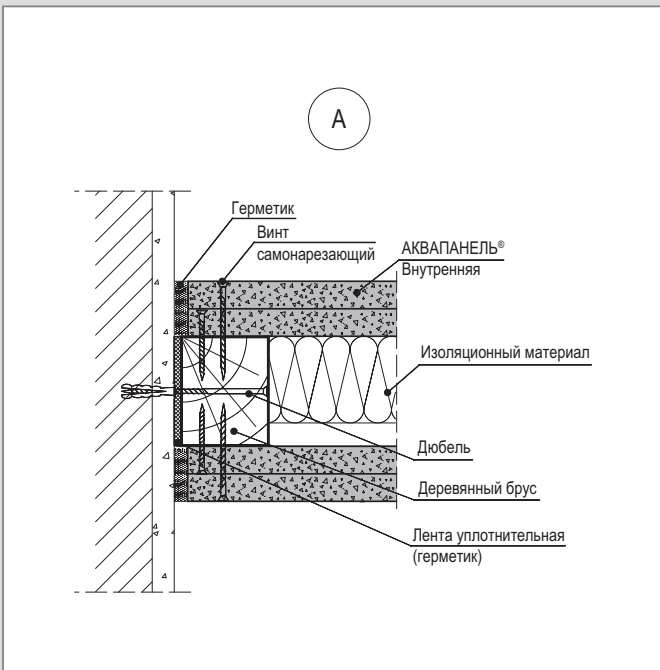 А
Герметик
Винт
самонарезающий
АКВАПАНЕЛЬ®
Внутренняя
Изоляционный материал
Дюбель
Деревянный брус
Лента уплотнительная
(герметик)